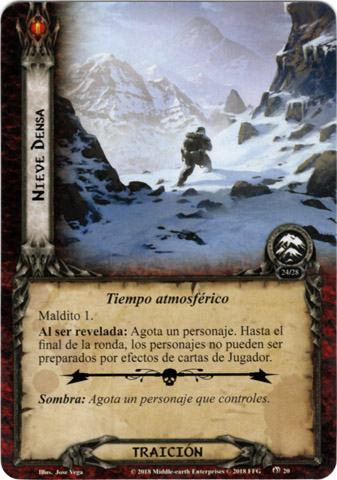 NIEVE DENSA
24/28
Tiempo atmosférico
Maldito 1.
Al ser revelada: Agota un personaje. Hasta el
final de la ronda, los personajes no pueden ser
preparados por efectos de cartas de Jugador.
Sombra: Agota un personaje que controles.
TRAICIÓN
Illus. Jose Vega
© 2018 Middle-earth Enterprises © 2018 FFG
20